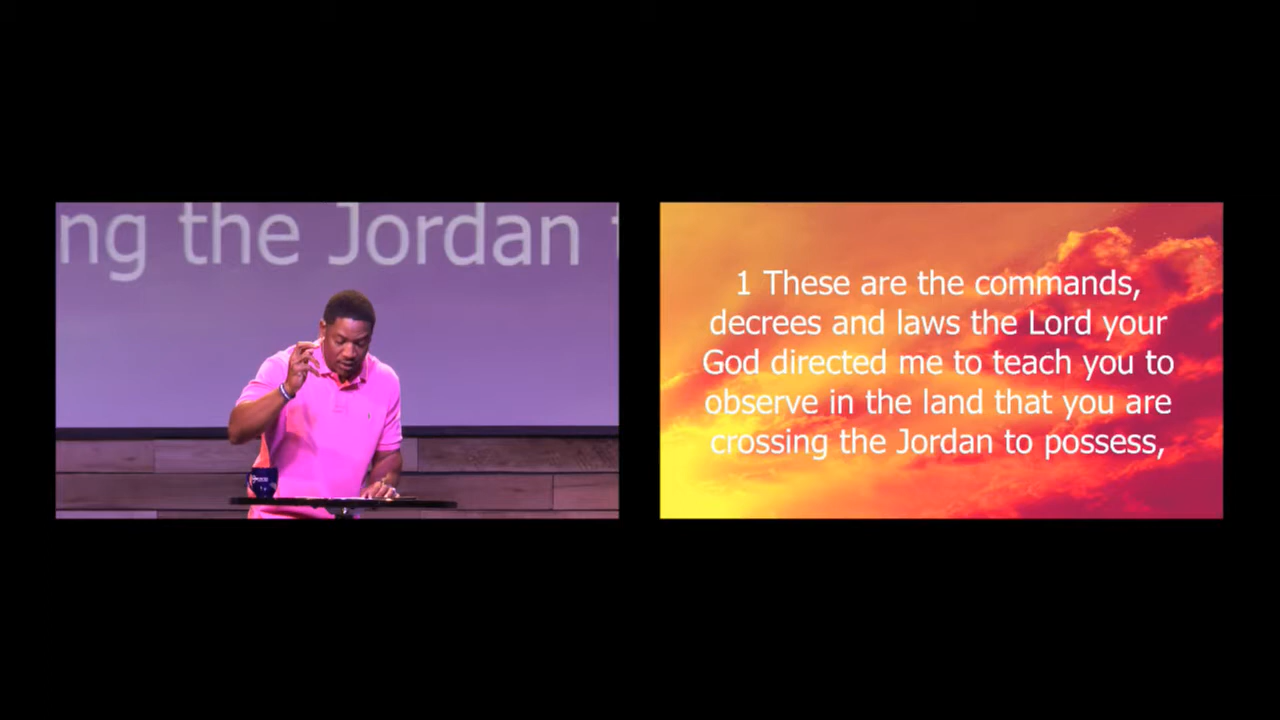 ng the Jordan
1 These are the commands,
decrees and laws the Lord your
God directed me to teach you to
observe in the land that you are
crossing the Jordan to possess,